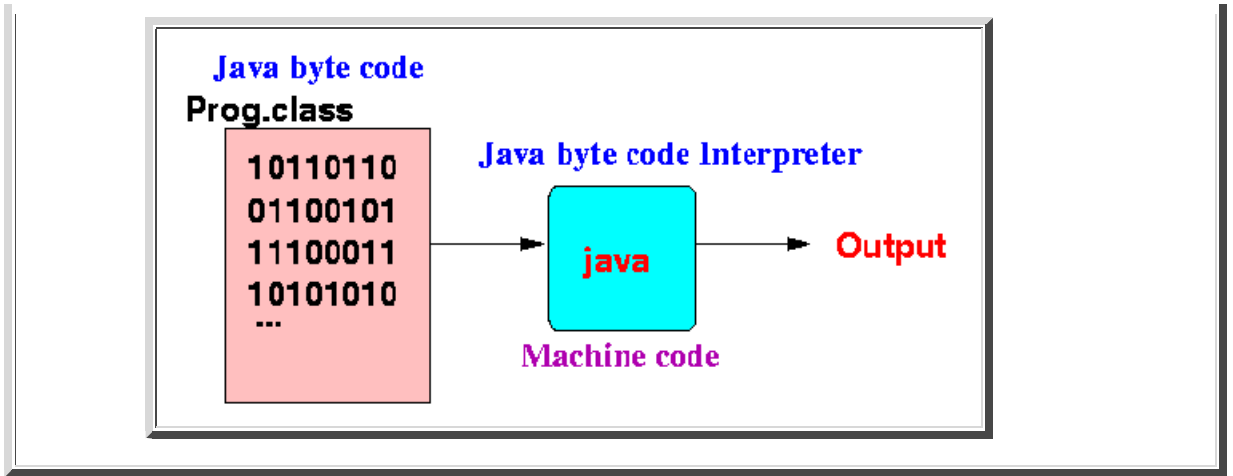 Java byte code
Prog.class
10110110
01100101
11100011
10101010
...
Java byte code Interpreter
java
Machine code
Output